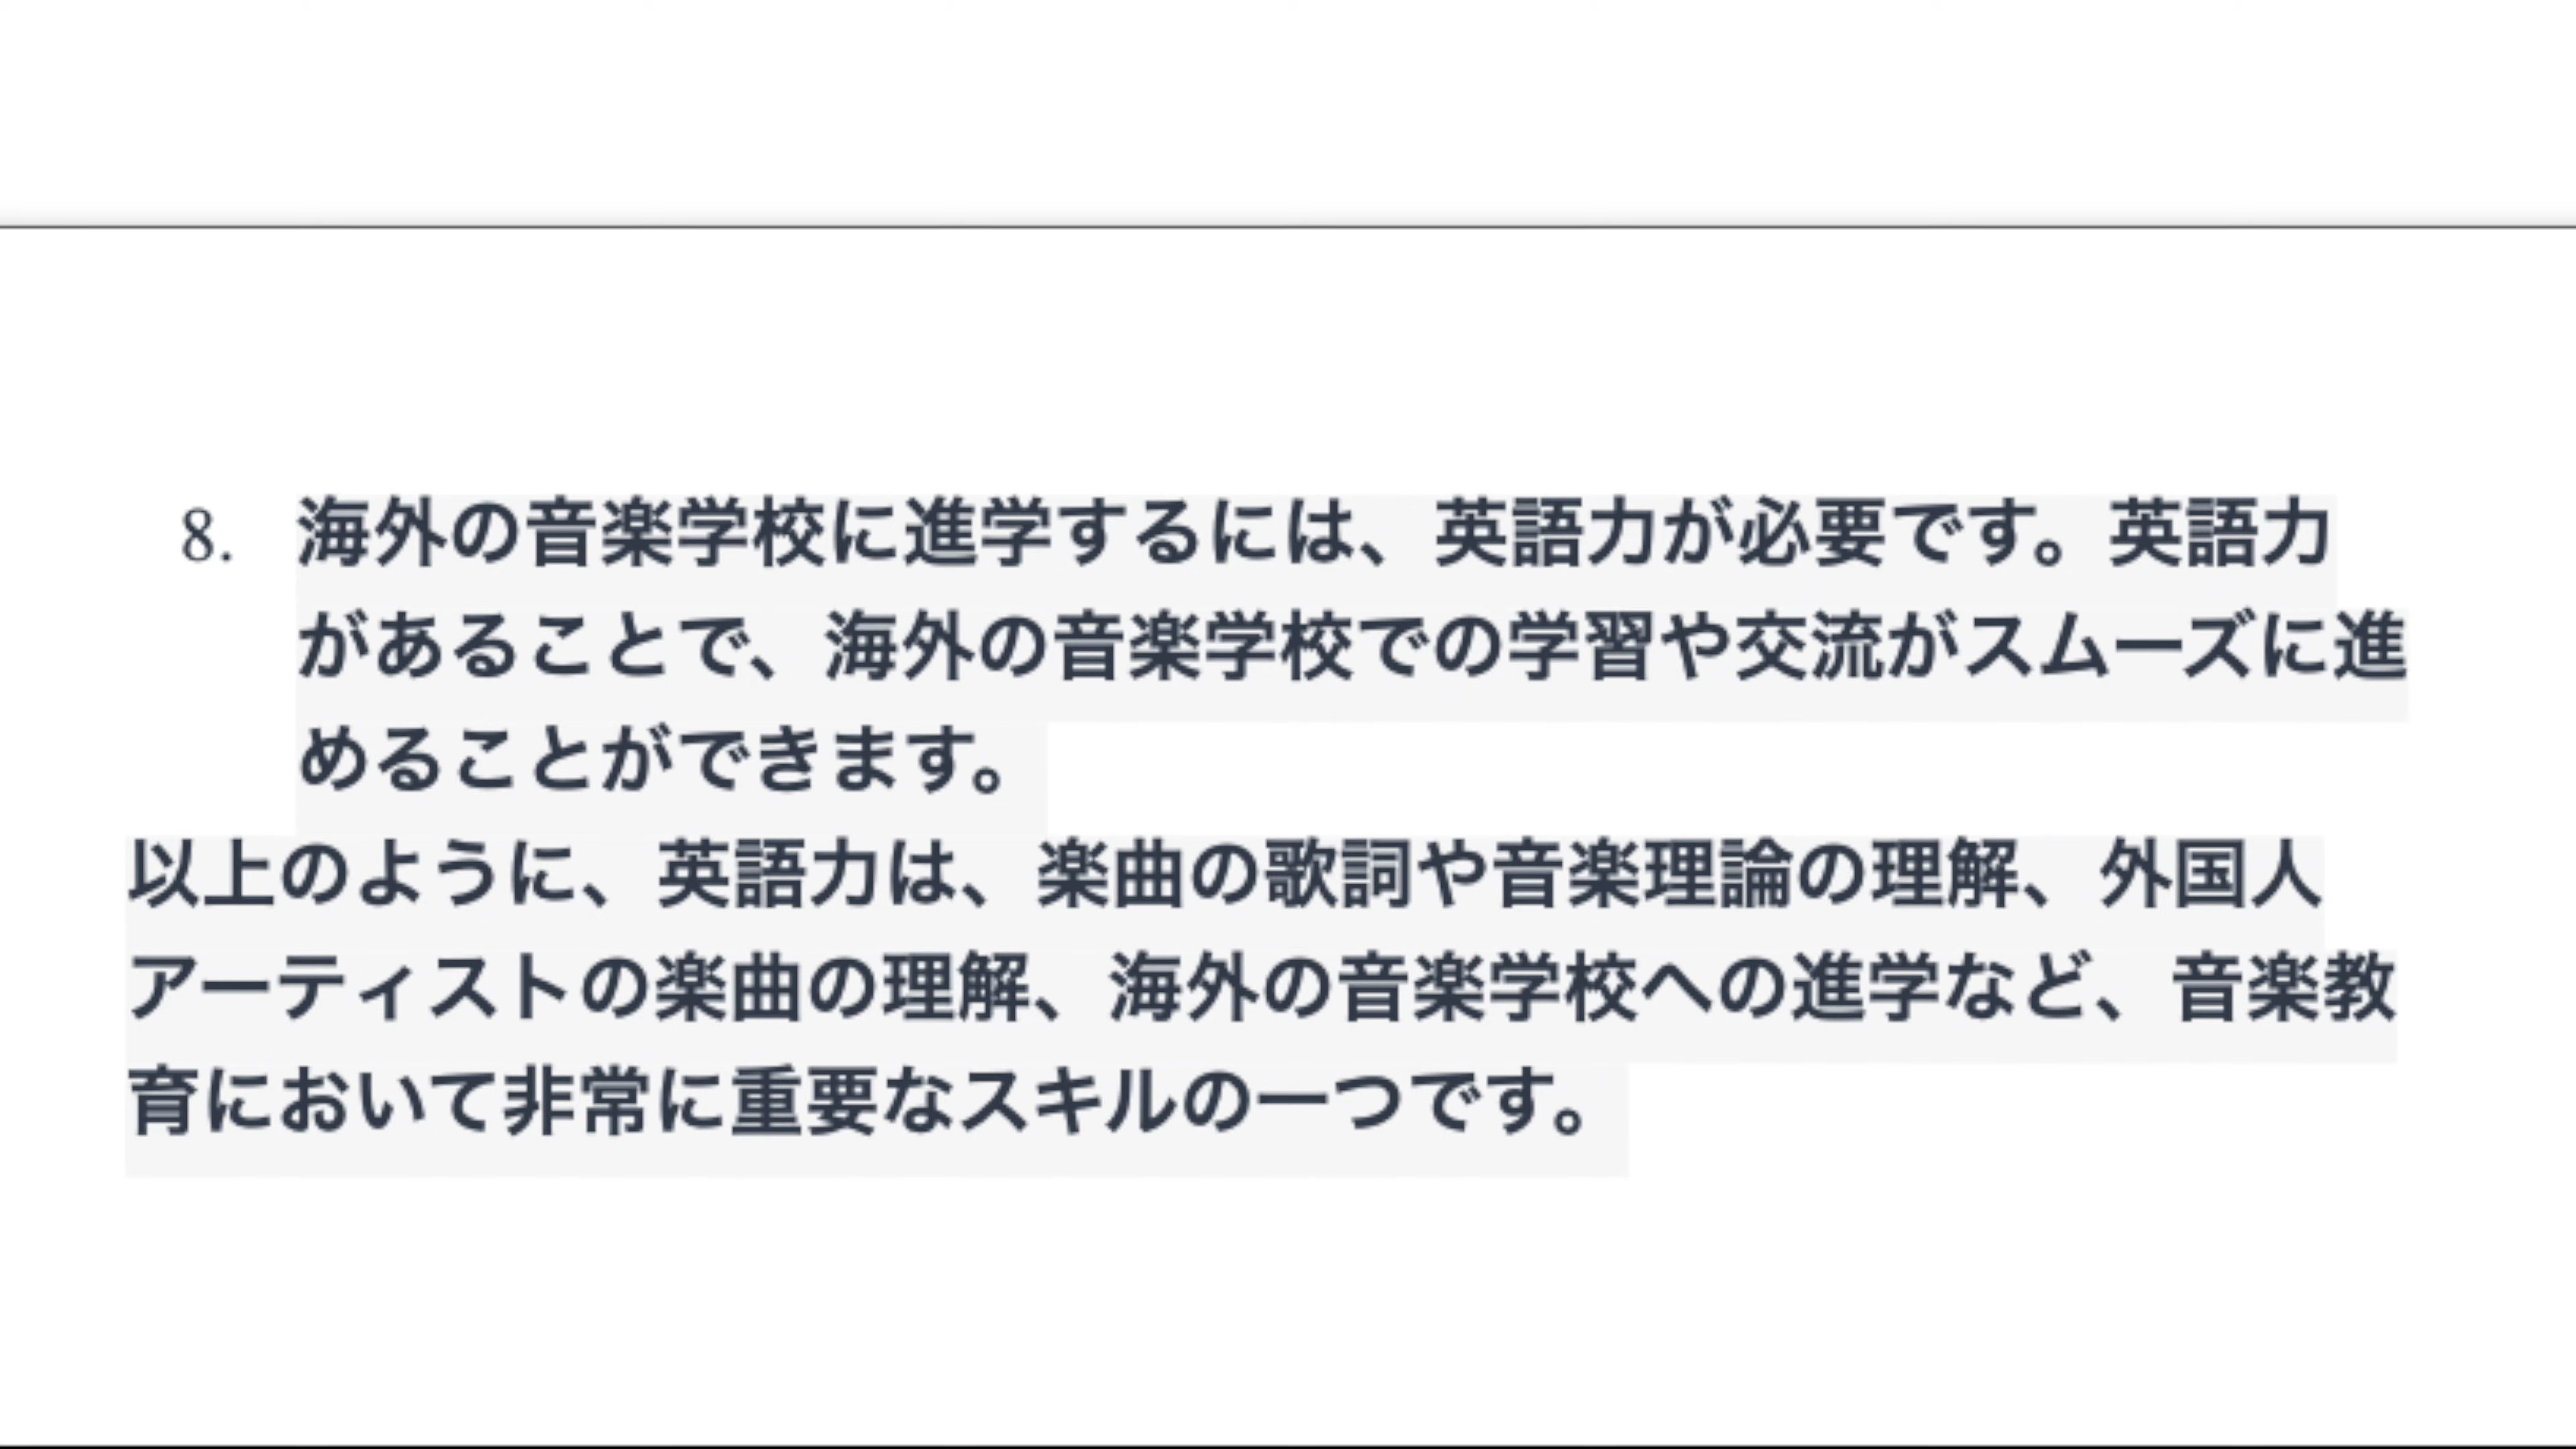 8. 海外の音楽学校に進学するには、英語力が必要です。英語力
があることで、海外の音楽学校での学習や交流がスムーズに進
めることができます。
以上のように、英語力は、楽曲の歌詞や音楽理論の理解、外国人
アーティストの楽曲の理解、海外の音楽学校への進学など、音楽教
育において非常に重要なスキルの一つです。